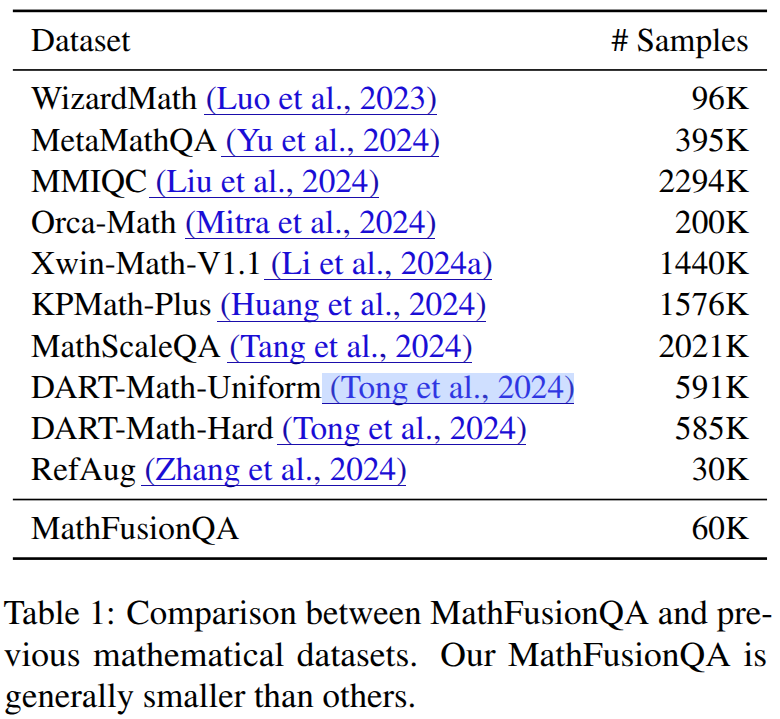 Dataset # Samples
WizardMath (Luo et al., 2023) 96K
MetaMathQA (Yu et al., 2024) 395K
MMIQC (Liu et al., 2024) 2294K
Orca-Math (Mitra et al., 2024) 200K
Xwin-Math-V1.1 (Li et al., 2024a) 1440K
KPMath-Plus (Huang et al., 2024) 1576K
MathScaleQA (Tang et al., 2024) 2021K
DART-Math-Uniform (Tong et al., 2024) 591K
DART-Math-Hard (Tong et al., 2024) 585K
RefAug (Zhang et al., 2024) 30K
MathFusionQA 60K
Table 1: Comparison between MathFusionQA and pre-
vious mathematical datasets. Our MathFusionQA is
generally smaller than others.